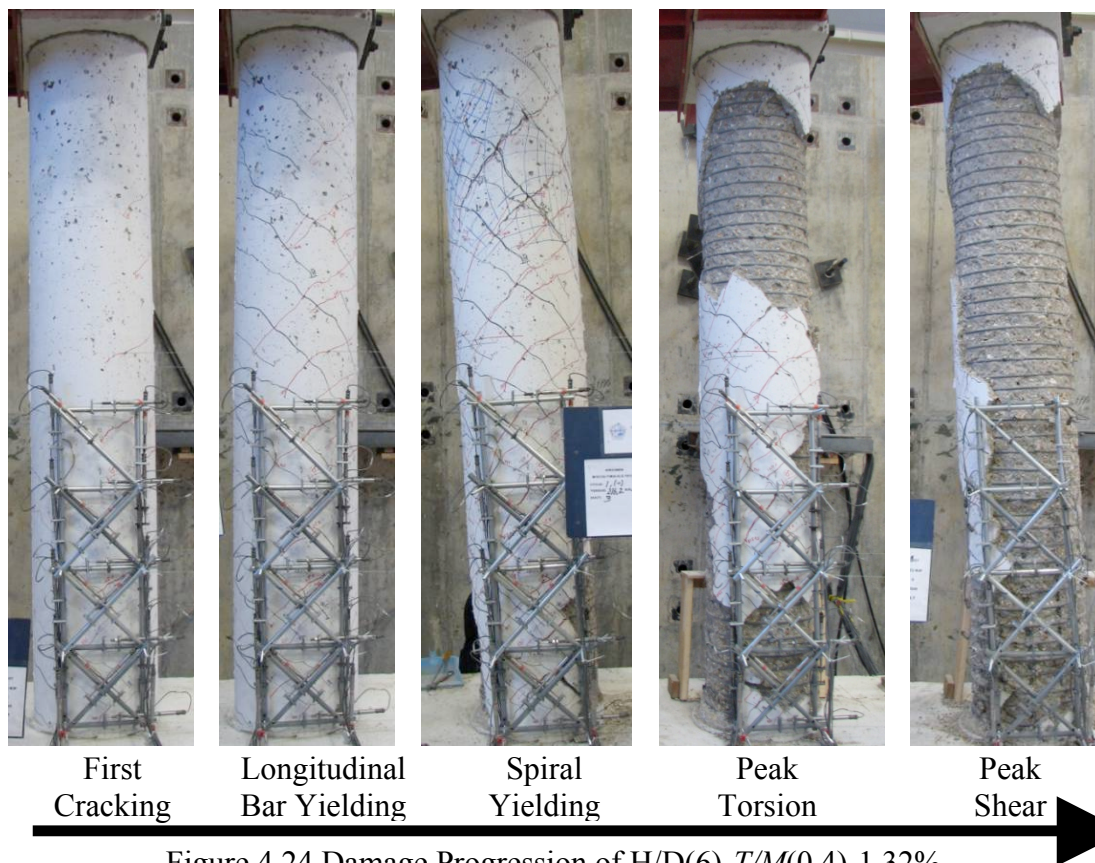 First
Cracking
Longitudinal
Bar Yielding
Spiral
Yielding
Peak
Torsion
Peak
Shear
Figure 4.24 Damage Progression of H/D(6)-T/M(0.4)-1.32%